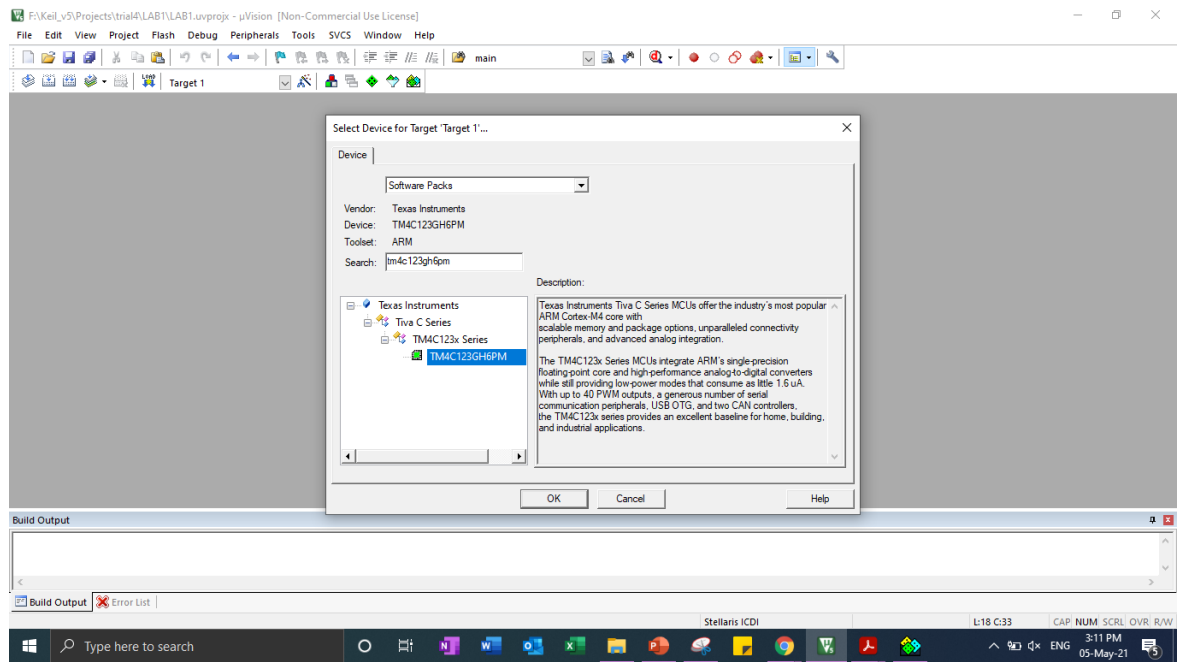 F:\Keil_v5\Projects\trial4\LAB1\LAB1.uvprojx - µVision [Non-Commercial Use License]
File Edit View Project Flash Debug Peripherals Tools SVCS Window Help
main
Target 1
Select Device for Target 'Target 1'...
Device
Software Packs
Vendor: Texas Instruments
Device: TM4C123GH6PM
Toolset: ARM
Search: tm4c123gh6pm
Description:
Texas Instruments
Tiva C Series
TM4C123x Series
TM4C123GH6PM
Texas Instruments Tiva C Series MCUs offer the industry's most popular
ARM Cortex-M4 core with
scalable memory and package options, unparalleled connectivity
peripherals, and advanced analog integration.
The TM4C123x Series MCUs integrate ARM's single-precision
floating-point core and high-performance analog-to-digital converters
while still providing low-power modes that consume as little 1.6 uA.
With up to 40 PWM outputs, a generous number of serial
communication peripherals, USB OTG, and two CAN controllers,
the TM4C123x series provides an excellent baseline for home, building,
and industrial applications.
OK Cancel Help
Build Output
Build Output Error List
Stellaris ICDI L:18 C:33 CAP NUM SCRL OVR R/W
Type here to search
ENG
3:11 PM
05-May-21
5